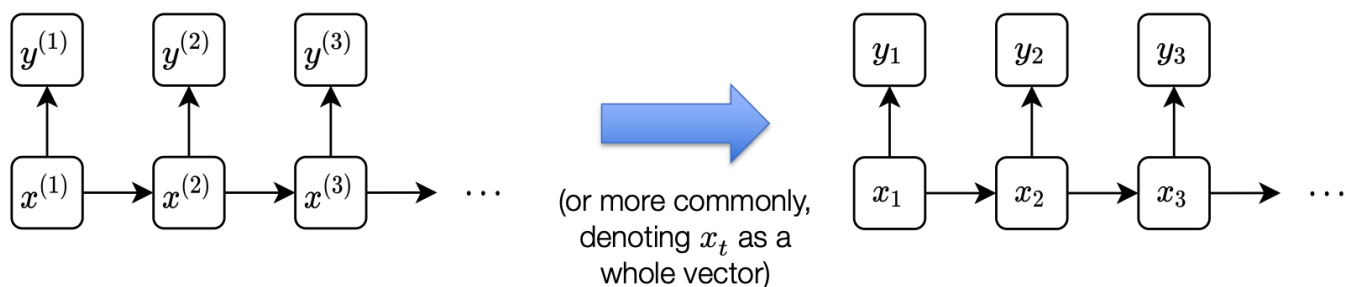 y^{(1)} y^{(2)} y^{(3)} y_1 y_2 y_3
x^{(1)} x^{(2)} x^{(3)} ⋯ x_1 x_2 x_3 ⋯
(or more commonly,
denoting x_t as a
whole vector)